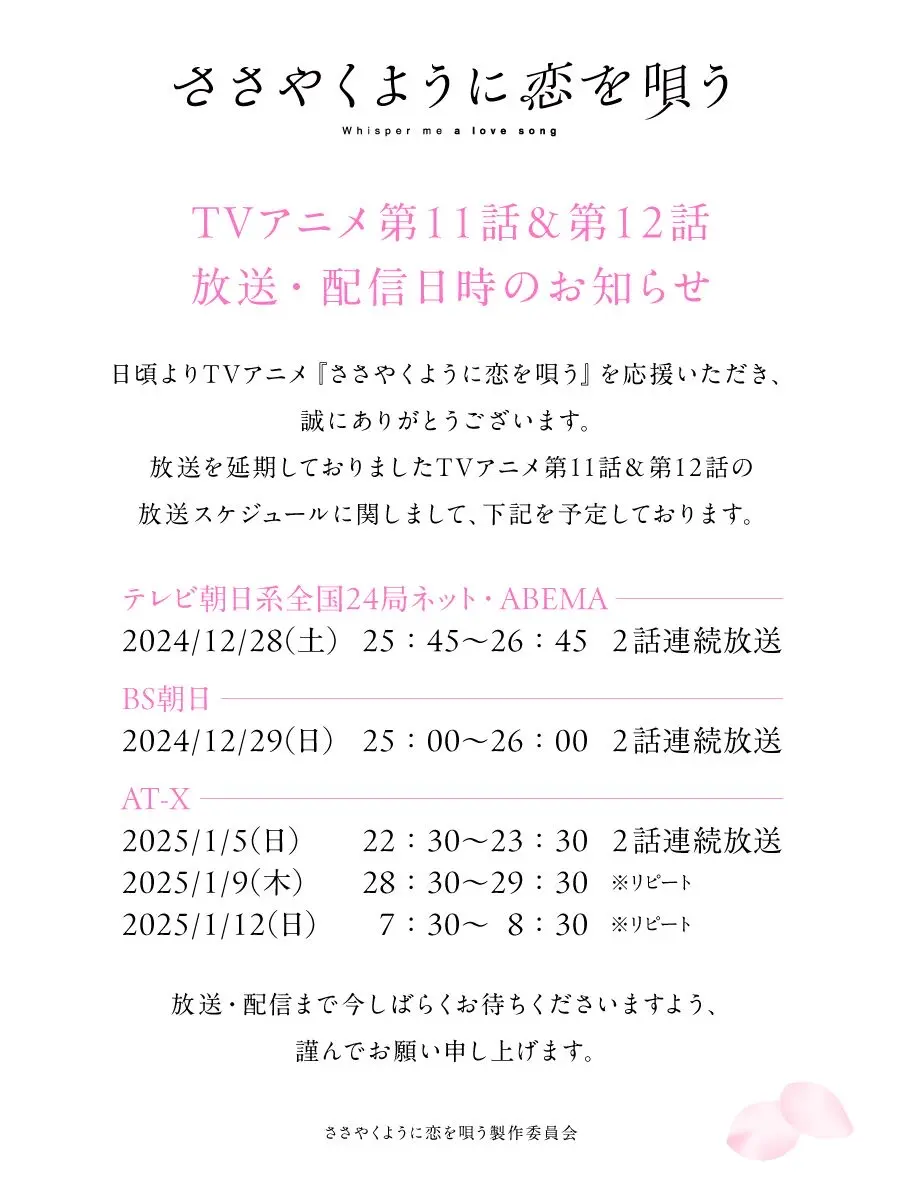 ささやくように恋を唄う
Whisper me a love song
TVアニメ第11話＆第12話
放送・配信日時のお知らせ
日頃よりTVアニメ『ささやくように恋を唄う』を応援いただき、
誠にありがとうございます。
放送を延期しておりましたTVアニメ第11話＆第12話の
放送スケジュールに関しまして、下記を予定しております。
テレビ朝日系全国24局ネット・ABEMA
2024/12/28(土) 25：45～26：45 2話連続放送
BS朝日
2024/12/29(日) 25：00～26：00 2話連続放送
AT-X
2025/1/5(日) 22：30～23：30 2話連続放送
2025/1/9(木) 28：30～29：30 ※リピート
2025/1/12(日) 7：30～ 8：30 ※リピート
放送・配信まで今しばらくお待ちくださいますよう、
謹んでお願い申し上げます。
ささやくように恋を唄う製作委員会